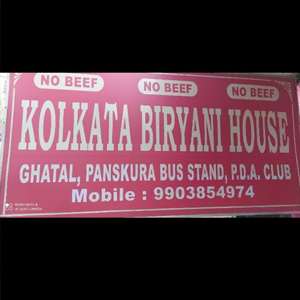 NO BEEF NO BEEF NO BEEF
KOLKATA BIRYANI HOUSE
GHATAL, PANSKURA BUS STAND, P.D.A. CLUB
Mobile : 9903854974